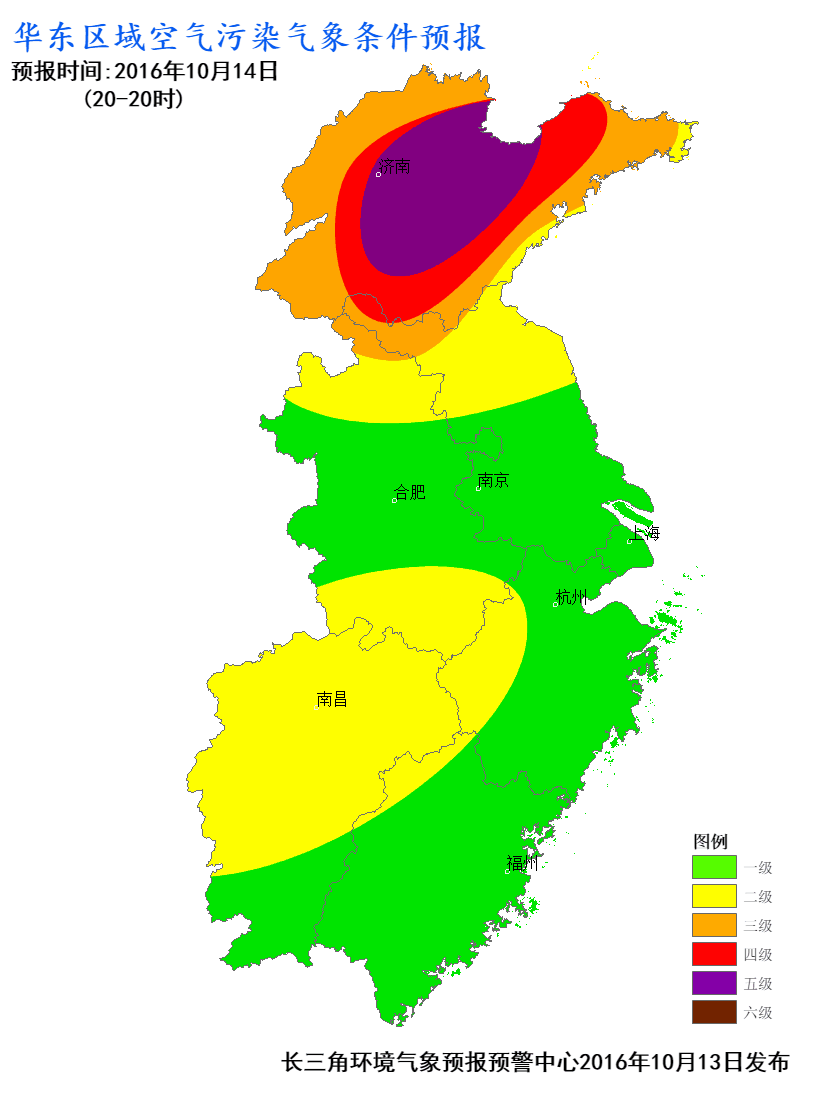 华东区域空气污染气象条件预报
预报时间:2016年10月14日
(20-20时)
济南
南京
合肥
上海
杭州
南昌
福州
图例
一级
二级
三级
四级
五级
六级
长三角环境气象预报预警中心2016年10月13日发布